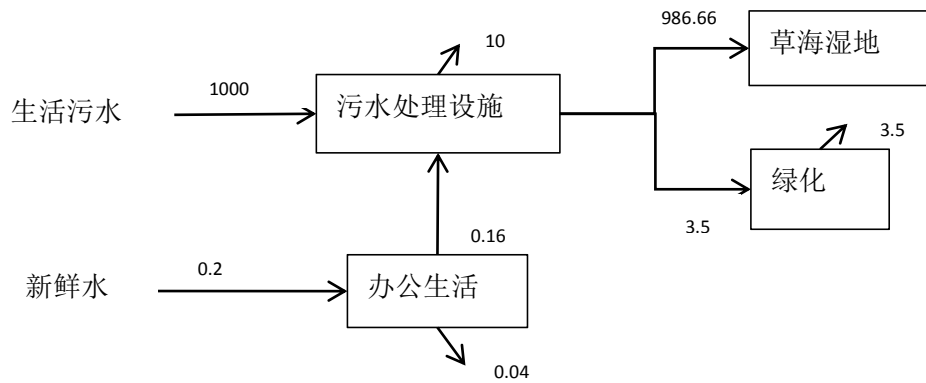 986.66
草海湿地
10
1000
生活污水
污水处理设施
3.5
绿化
3.5
0.16
0.2
新鲜水
办公生活
0.04